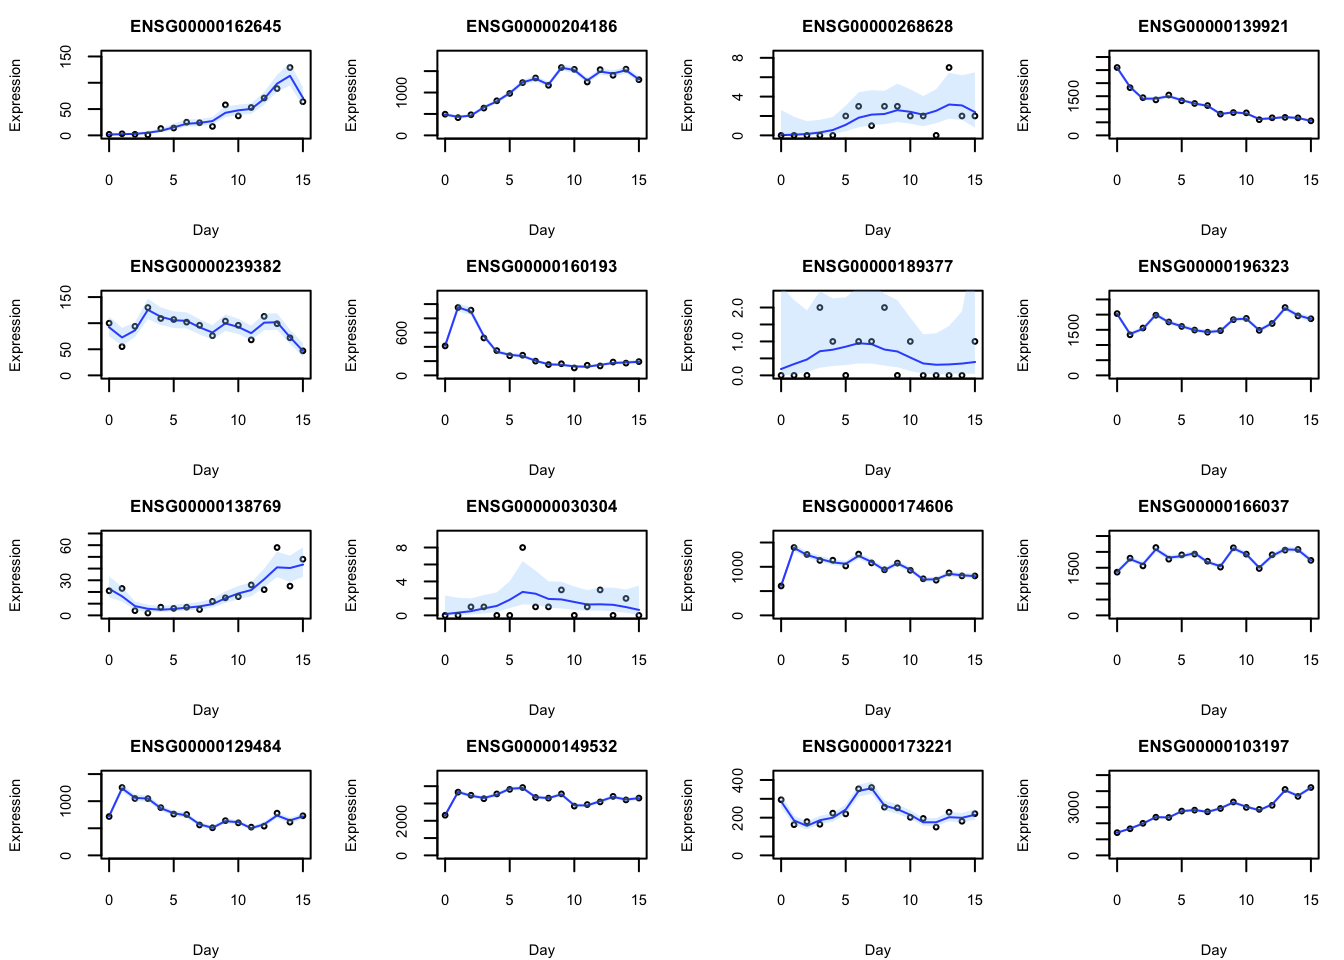 ENSG00000162645 ENSG00000204186 ENSG00000268628 ENSG00000139921
Expression Expression Expression Expression
0 50 150 0 1000 0 4 8 0 1500
0 5 10 15 0 5 10 15 0 5 10 15 0 5 10 15
Day Day Day Day
ENSG00000239382 ENSG00000160193 ENSG00000189377 ENSG00000196323
Expression Expression Expression Expression
0 50 150 0 600 0.0 1.0 2.0 0 1500
0 5 10 15 0 5 10 15 0 5 10 15 0 5 10 15
Day Day Day Day
ENSG00000138769 ENSG00000030304 ENSG00000174606 ENSG00000166037
Expression Expression Expression Expression
0 30 60 0 4 8 0 1000 0 1500
0 5 10 15 0 5 10 15 0 5 10 15 0 5 10 15
Day Day Day Day
ENSG00000129484 ENSG00000149532 ENSG00000173221 ENSG00000103197
Expression Expression Expression Expression
0 1000 0 2000 0 200 400 0 3000
0 5 10 15 0 5 10 15 0 5 10 15 0 5 10 15
Day Day Day Day